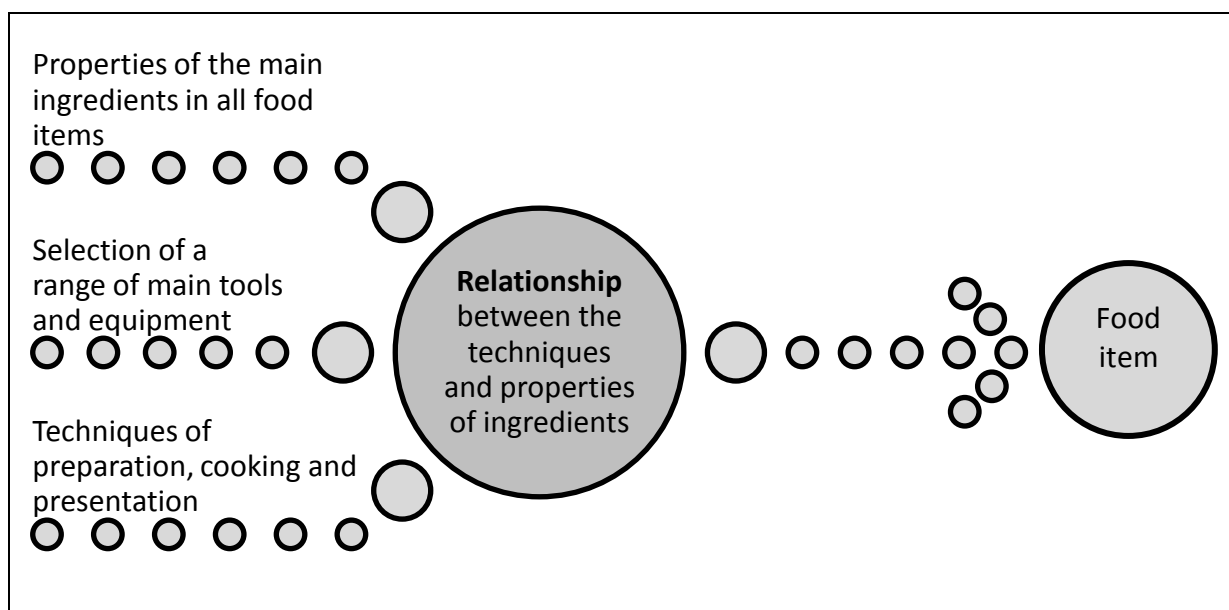 Properties of the main
ingredients in all food
items
Selection of a
range of main tools
and equipment
Techniques of
preparation, cooking and
presentation
Relationship
between the
techniques
and properties
of ingredients
Food
item